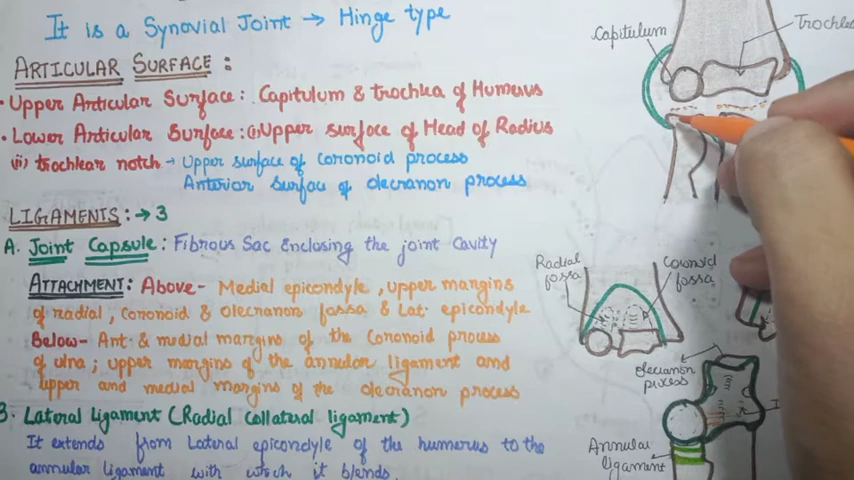 It is a Synovial Joint → Hinge type
ARTICULAR SURFACE:
• Upper Articular Surface: Capitulum & trochlea of Humerus
• Lower Articular Surface: (i) Upper surface of Head of Radius
(ii) trochlear notch → Upper surface of coronoid process
Anterior surface of olecranon process
LIGAMENTS: → 3
A. Joint Capsule: Fibrous Sac Enclosing the joint Cavity
ATTACHMENT: Above- Medial epicondyle, upper margins
of radial, coronoid & olecranon fossa & Lat. epicondyle
Below- Ant. & medial margins of the coronoid process
of ulna; upper margins of the annular ligament and
upper and medial margins of the olecranon process
B. Lateral ligament (Radial collateral ligament)
It extends from Lateral epicondyle of the humerus to the
annular ligament with which it blends.
Capitulum
Radial
fossa
Coronoid
fossa
olecranon
process
Annular
ligament